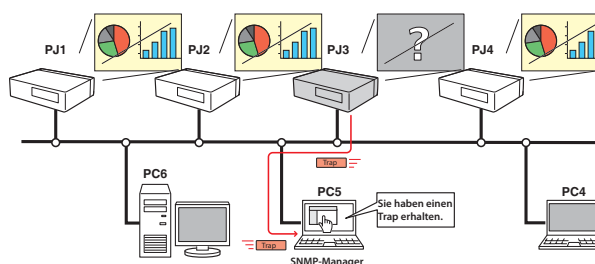 PJ1
PJ2
PJ3
?
PJ4
Trap
PC6
PC5
Sie haben einen
Trap erhalten.
PC4
Trap
SNMP-Manager